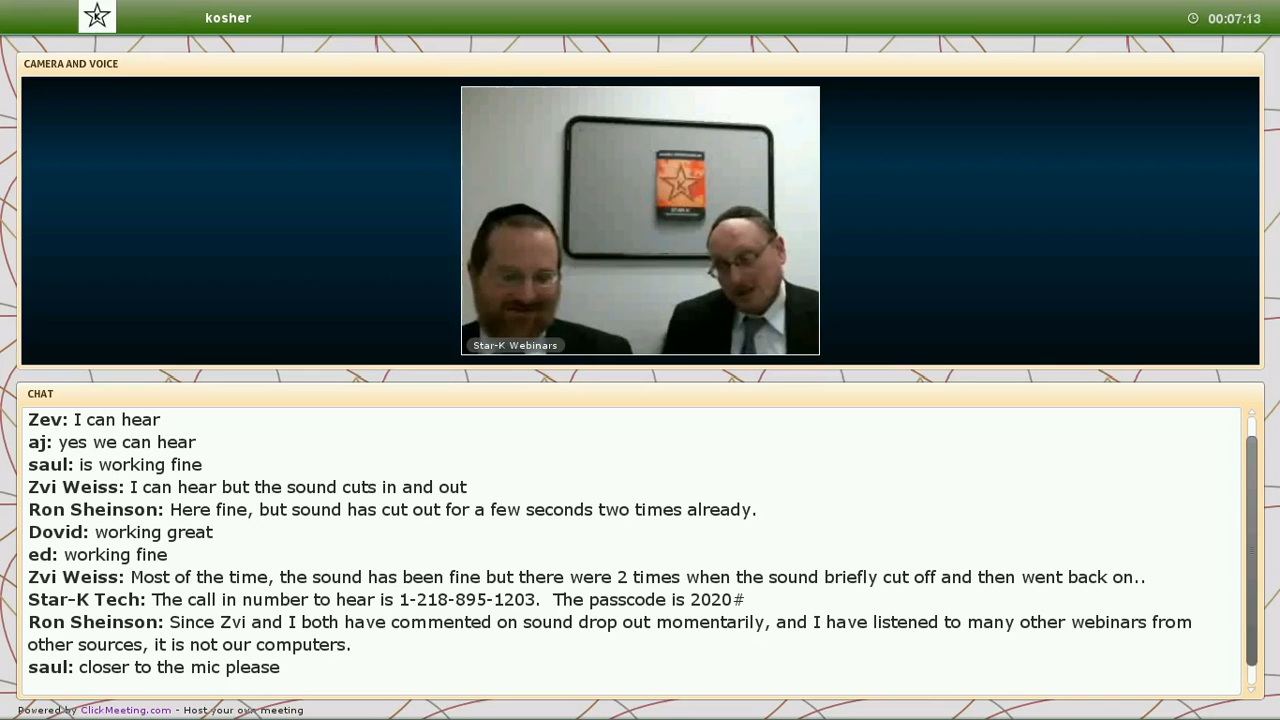 K
kosher
00:07:13
CAMERA AND VOICE
K
Star-K Webinars
CHAT
Zev: I can hear
aj: yes we can hear
saul: is working fine
Zvi Weiss: I can hear but the sound cuts in and out
Ron Sheinson: Here fine, but sound has cut out for a few seconds two times already.
Dovid: working great
ed: working fine
Zvi Weiss: Most of the time, the sound has been fine but there were 2 times when the sound briefly cut off and then went back on..
Star-K Tech: The call in number to hear is 1-218-895-1203.  The passcode is 2020#
Ron Sheinson: Since Zvi and I both have commented on sound drop out momentarily, and I have listened to many other webinars from
other sources, it is not our computers.
saul: closer to the mic please
Powered by ClickMeeting.com - Host your own meeting